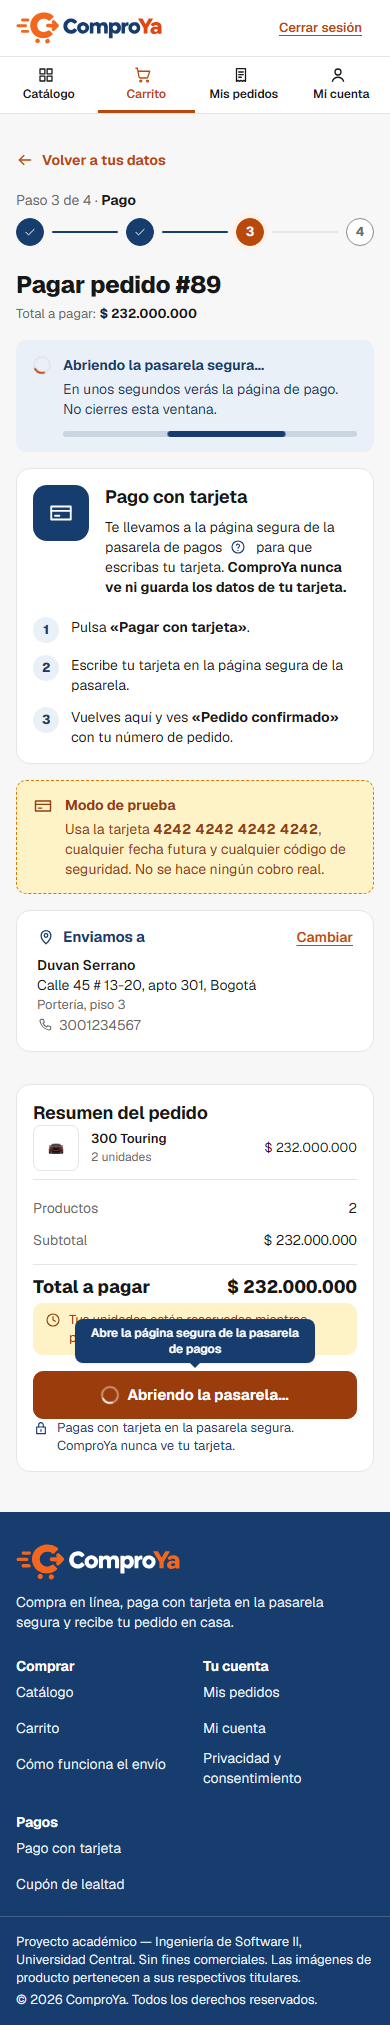 ComproYa
Cerrar sesión
Catálogo
Carrito
Mis pedidos
Mi cuenta
Volver a tus datos
Paso 3 de 4 · Pago
3
4
Pagar pedido #89
Total a pagar: $ 232.000.000
Abriendo la pasarela segura...
En unos segundos verás la página de pago.
No cierres esta ventana.
Pago con tarjeta
Te llevamos a la página segura de la
pasarela de pagos ? para que
escribas tu tarjeta. ComproYa nunca
ve ni guarda los datos de tu tarjeta.
1 Pulsa «Pagar con tarjeta».
2 Escribe tu tarjeta en la página segura de la
pasarela.
3 Vuelves aquí y ves «Pedido confirmado»
con tu número de pedido.
Modo de prueba
Usa la tarjeta 4242 4242 4242 4242,
cualquier fecha futura y cualquier código de
seguridad. No se hace ningún cobro real.
Enviamos a
Cambiar
Duvan Serrano
Calle 45 # 13-20, apto 301, Bogotá
Portería, piso 3
3001234567
Resumen del pedido
300 Touring
2 unidades
$ 232.000.000
Productos 2
Subtotal $ 232.000.000
Total a pagar $ 232.000.000
Abre la página segura de la pasarela
de pagos
Abriendo la pasarela...
Pagas con tarjeta en la pasarela segura.
ComproYa nunca ve tu tarjeta.
ComproYa
Compra en línea, paga con tarjeta en la pasarela
segura y recibe tu pedido en casa.
Comprar
Catálogo
Carrito
Cómo funciona el envío
Tu cuenta
Mis pedidos
Mi cuenta
Privacidad y
consentimiento
Pagos
Pago con tarjeta
Cupón de lealtad
Proyecto académico — Ingeniería de Software II,
Universidad Central. Sin fines comerciales. Las imágenes de
producto pertenecen a sus respectivos titulares.
© 2026 ComproYa. Todos los derechos reservados.